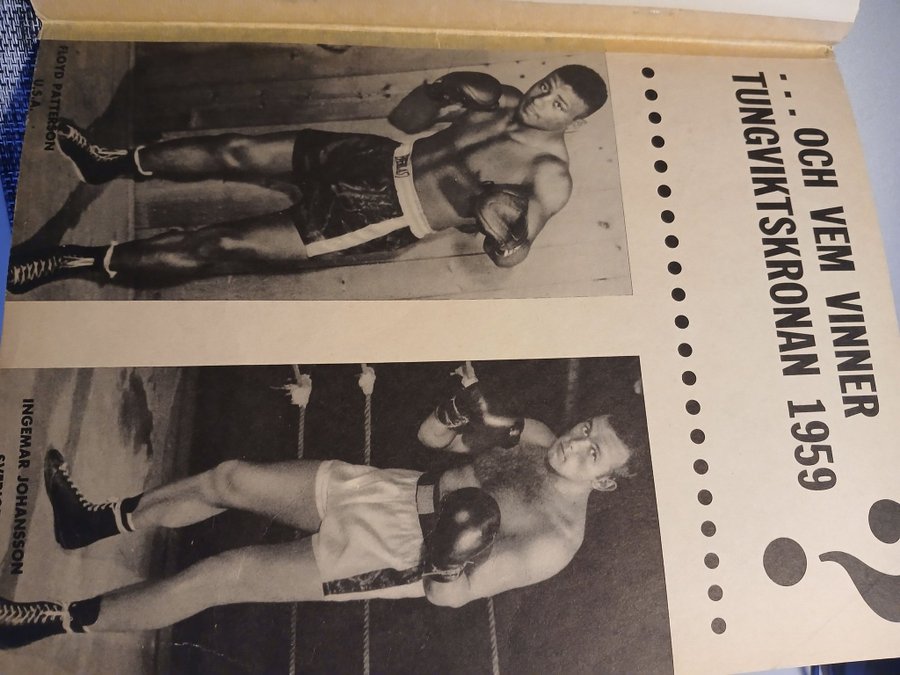 ... OCH VEM VINNER
TUNGVIKTSKRONAN 1959
?
FLOYD PATTERSON
U.S.A.
INGEMAR JOHANSSON